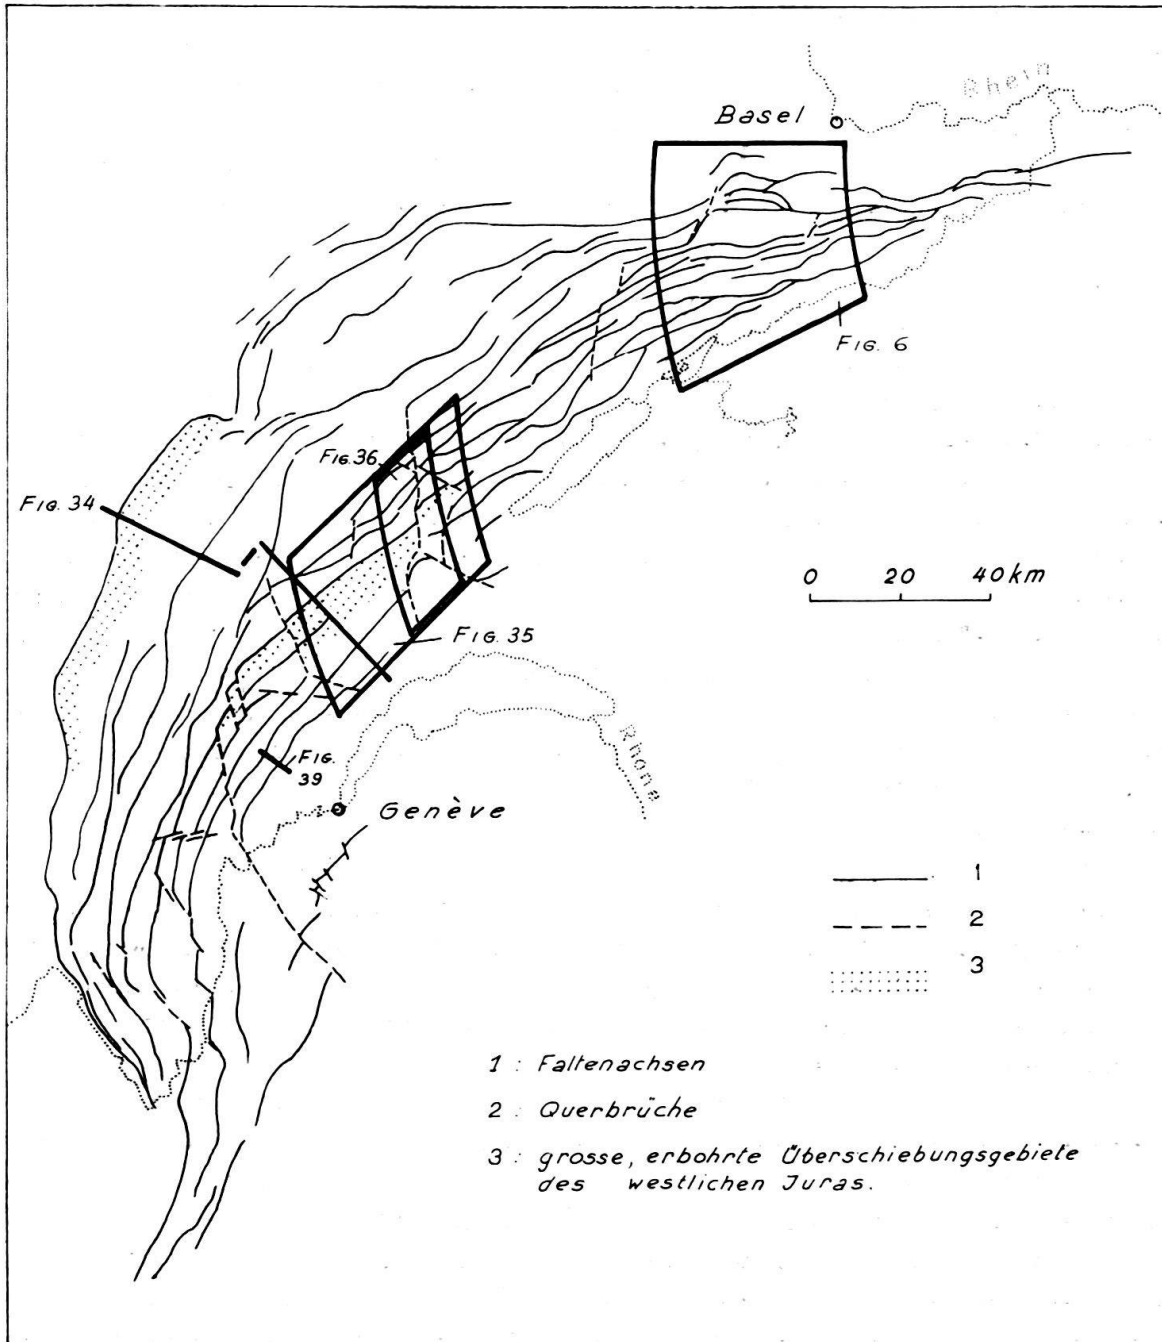 Rhein
Basel
FIG. 6
FIG. 36
FIG. 34
0 20 40 km
FIG. 35
Rhone
FIG.
39
Genève
1
2
3
1 : Faltenachsen
2 : Querbrüche
3 : grosse, erbohrte Überschiebungsgebiete
des westlichen Juras.